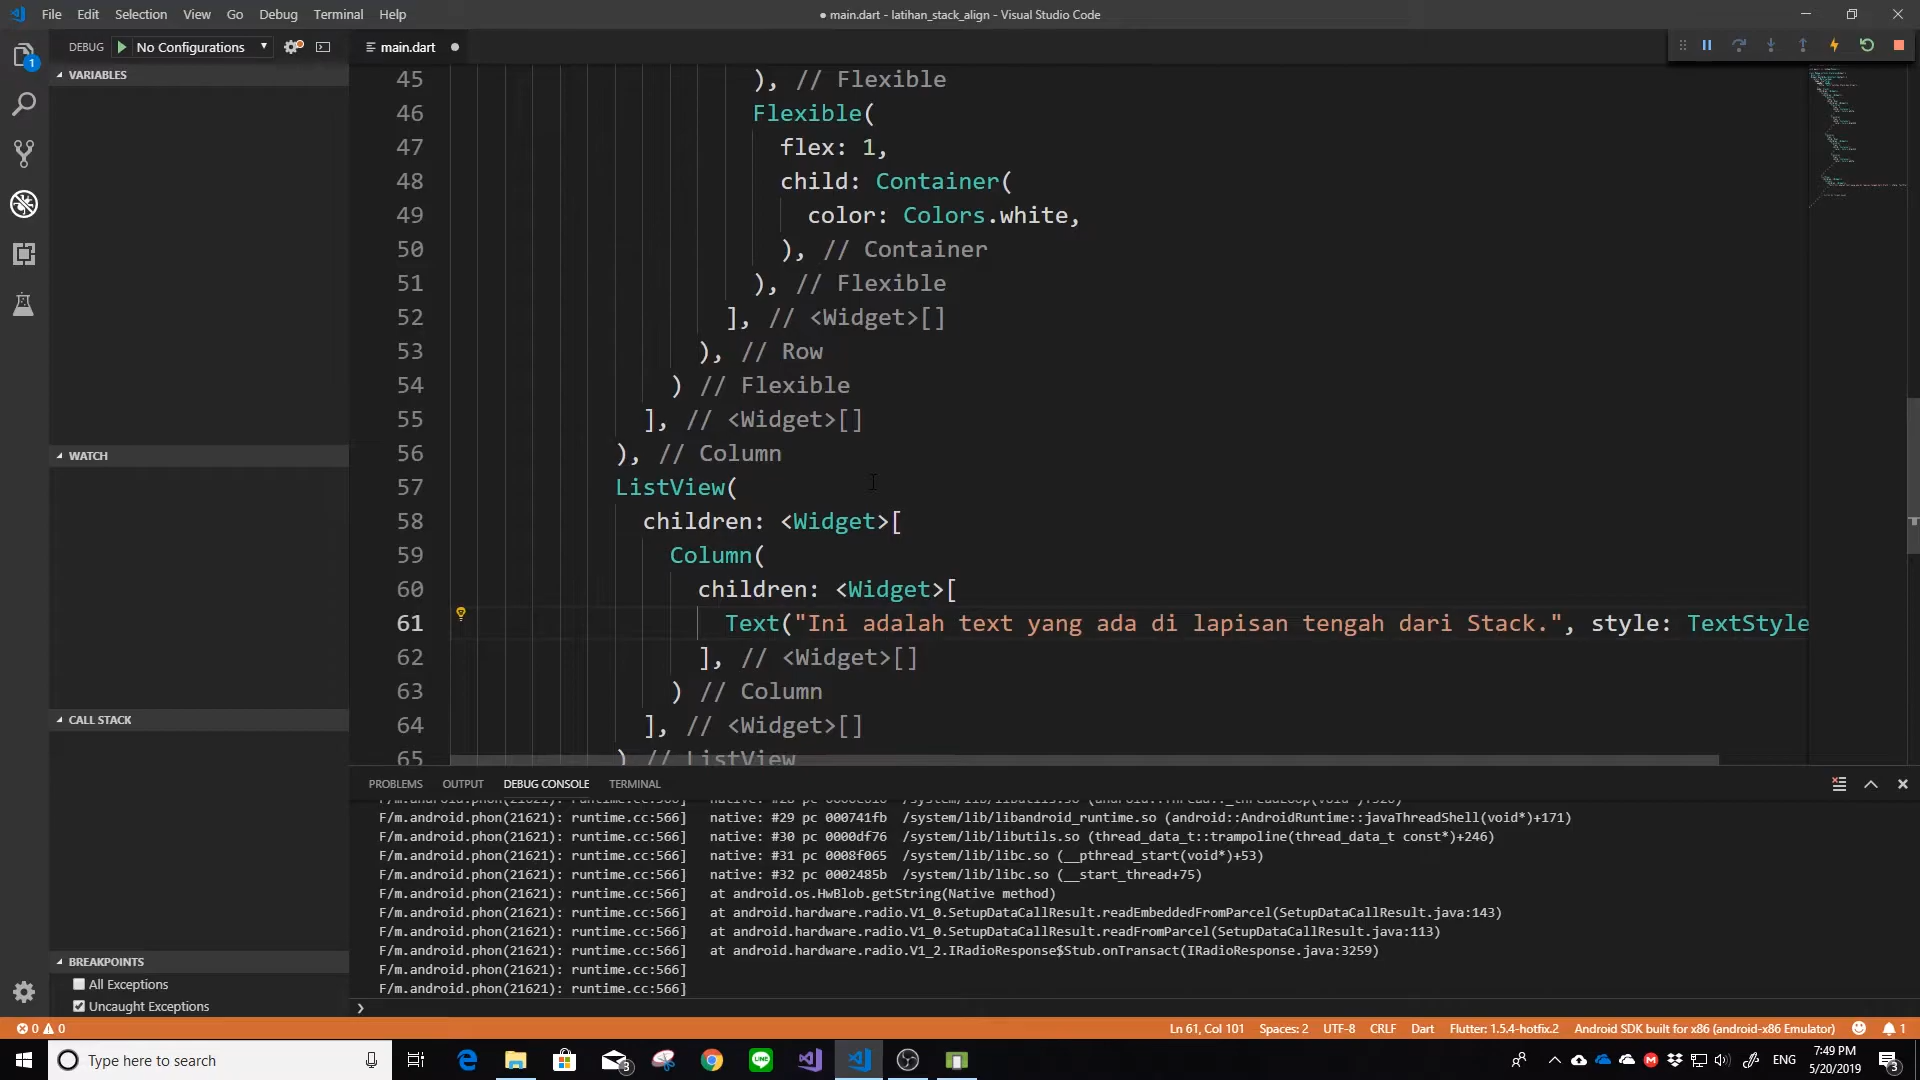 File Edit Selection View Go Debug Terminal Help
● main.dart - latihan_stack_align - Visual Studio Code
DEBUG No Configurations
main.dart ●
VARIABLES
WATCH
CALL STACK
BREAKPOINTS
All Exceptions
Uncaught Exceptions
45 ), // Flexible
46 Flexible(
47 flex: 1,
48 child: Container(
49 color: Colors.white,
50 ), // Container
51 ), // Flexible
52 ], // <Widget>[]
53 ), // Row
54 ) // Flexible
55 ], // <Widget>[]
56 ), // Column
57 ListView(
58 children: <Widget>[
59 Column(
60 children: <Widget>[
61 Text("Ini adalah text yang ada di lapisan tengah dari Stack.", style: TextStyle
62 ], // <Widget>[]
63 ) // Column
64 ], // <Widget>[]
65 ) // ListView
PROBLEMS OUTPUT DEBUG CONSOLE TERMINAL
F/m.android.phon(21621): runtime.cc:566] native: #29 pc 000741fb /system/lib/libandroid_runtime.so (android::AndroidRuntime::javaThreadShell(void*)+171)
F/m.android.phon(21621): runtime.cc:566] native: #30 pc 0000df76 /system/lib/libutils.so (thread_data_t::trampoline(thread_data_t const*)+246)
F/m.android.phon(21621): runtime.cc:566] native: #31 pc 0008f065 /system/lib/libc.so (__pthread_start(void*)+53)
F/m.android.phon(21621): runtime.cc:566] native: #32 pc 0002485b /system/lib/libc.so (__start_thread+75)
F/m.android.phon(21621): runtime.cc:566] at android.os.HwBlob.getString(Native method)
F/m.android.phon(21621): runtime.cc:566] at android.hardware.radio.V1_0.SetupDataCallResult.readEmbeddedFromParcel(SetupDataCallResult.java:143)
F/m.android.phon(21621): runtime.cc:566] at android.hardware.radio.V1_0.SetupDataCallResult.readFromParcel(SetupDataCallResult.java:113)
F/m.android.phon(21621): runtime.cc:566] at android.hardware.radio.V1_2.IRadioResponse$Stub.onTransact(IRadioResponse.java:3259)
F/m.android.phon(21621): runtime.cc:566]
F/m.android.phon(21621): runtime.cc:566]
0 0 Ln 61, Col 101 Spaces: 2 UTF-8 CRLF Dart Flutter: 1.5.4-hotfix.2 Android SDK built for x86 (android-x86 Emulator) 1
Type here to search
ENG
7:49 PM
5/20/2019